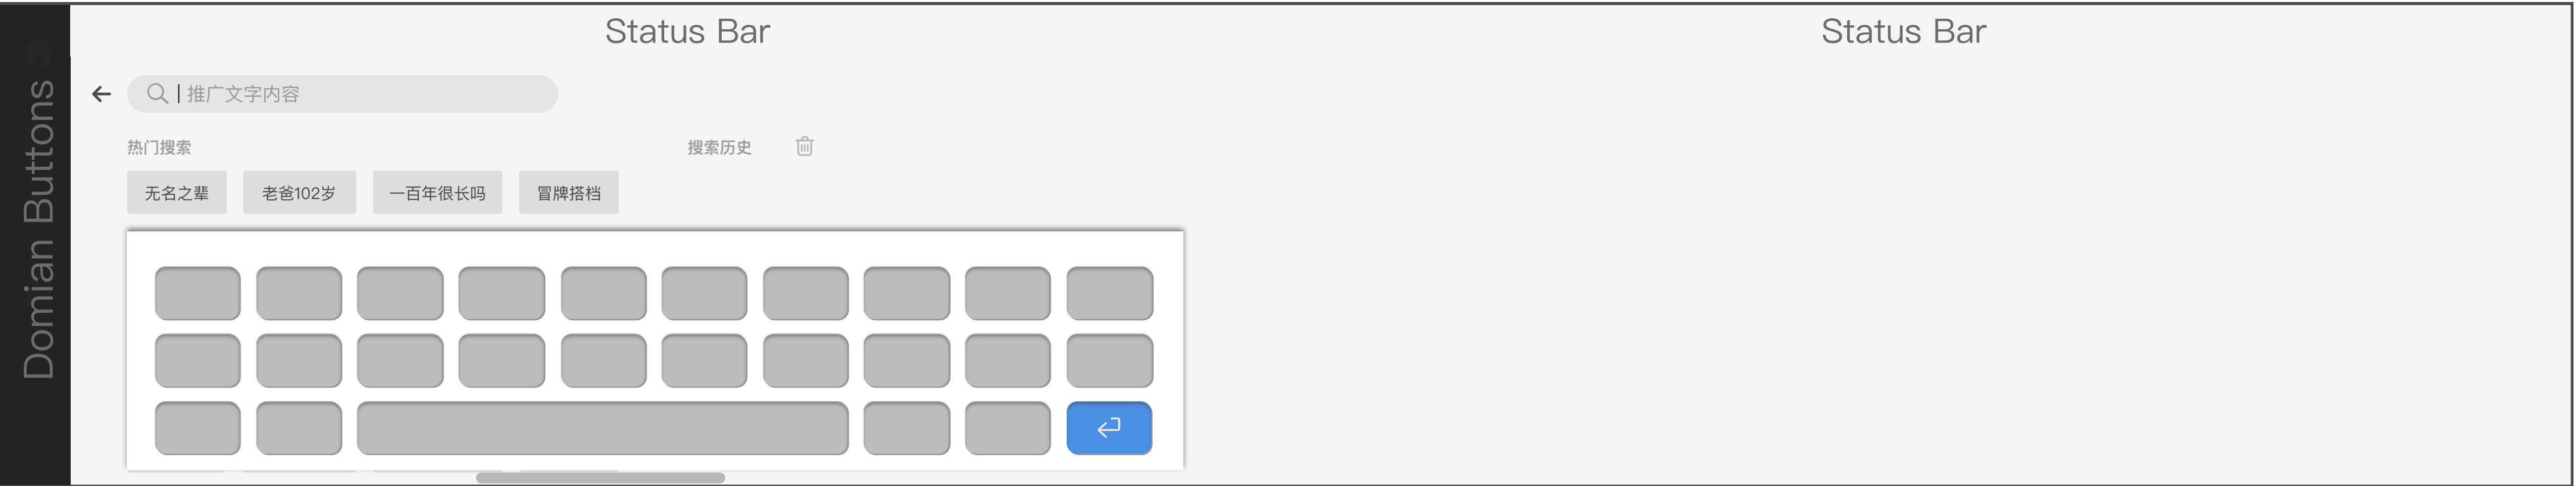 Status Bar
Status Bar
Domian Buttons
推广文字内容
热门搜索
搜索历史
无名之辈
老爸102岁
一百年很长吗
冒牌搭档